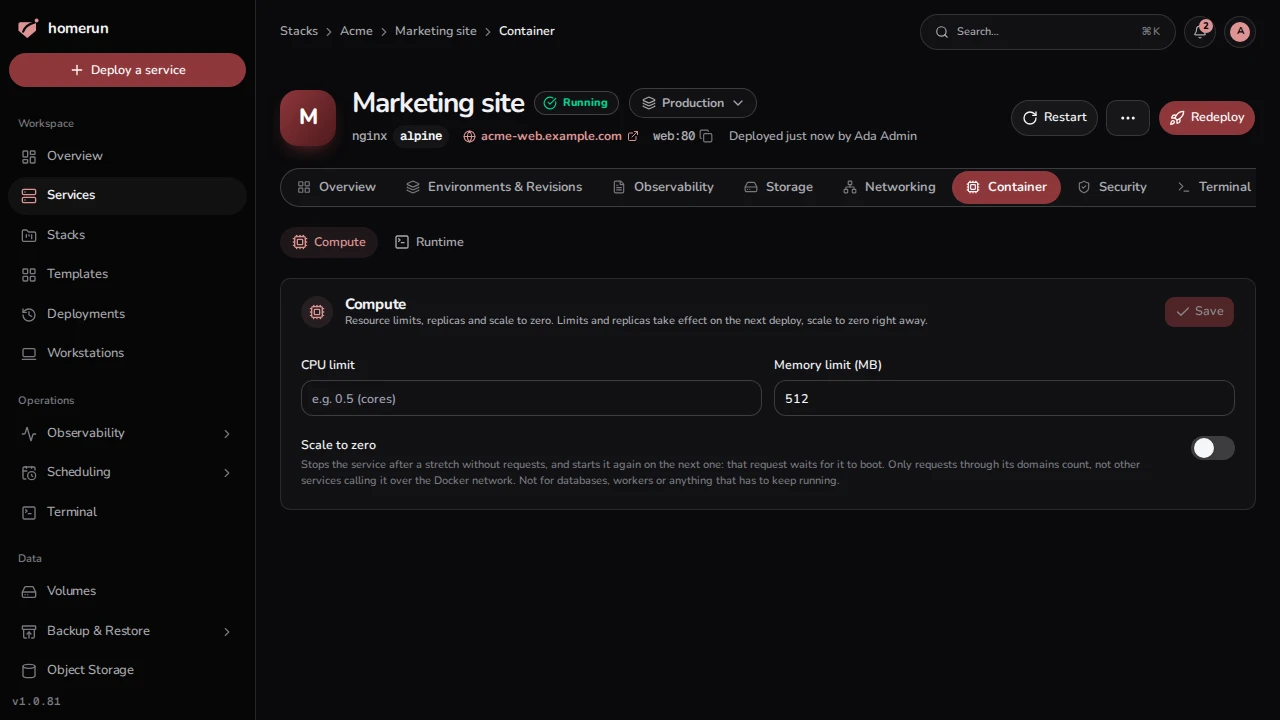 homerun
Deploy a service
Workspace
Overview
Services
Stacks
Templates
Deployments
Workstations
Operations
Observability
Scheduling
Terminal
Data
Volumes
Backup & Restore
Object Storage
v1.0.81
Stacks > Acme > Marketing site > Container
Search... ⌘K
2
A
M
Marketing site
Running
Production
nginx alpine acme-web.example.com web:80 Deployed just now by Ada Admin
Restart
Redeploy
Overview Environments & Revisions Observability Storage Networking Container Security Terminal
Compute Runtime
Compute
Resource limits, replicas and scale to zero. Limits and replicas take effect on the next deploy, scale to zero right away.
Save
CPU limit
e.g. 0.5 (cores)
Memory limit (MB)
512
Scale to zero
Stops the service after a stretch without requests, and starts it again on the next one: that request waits for it to boot. Only requests through its domains count, not other
services calling it over the Docker network. Not for databases, workers or anything that has to keep running.